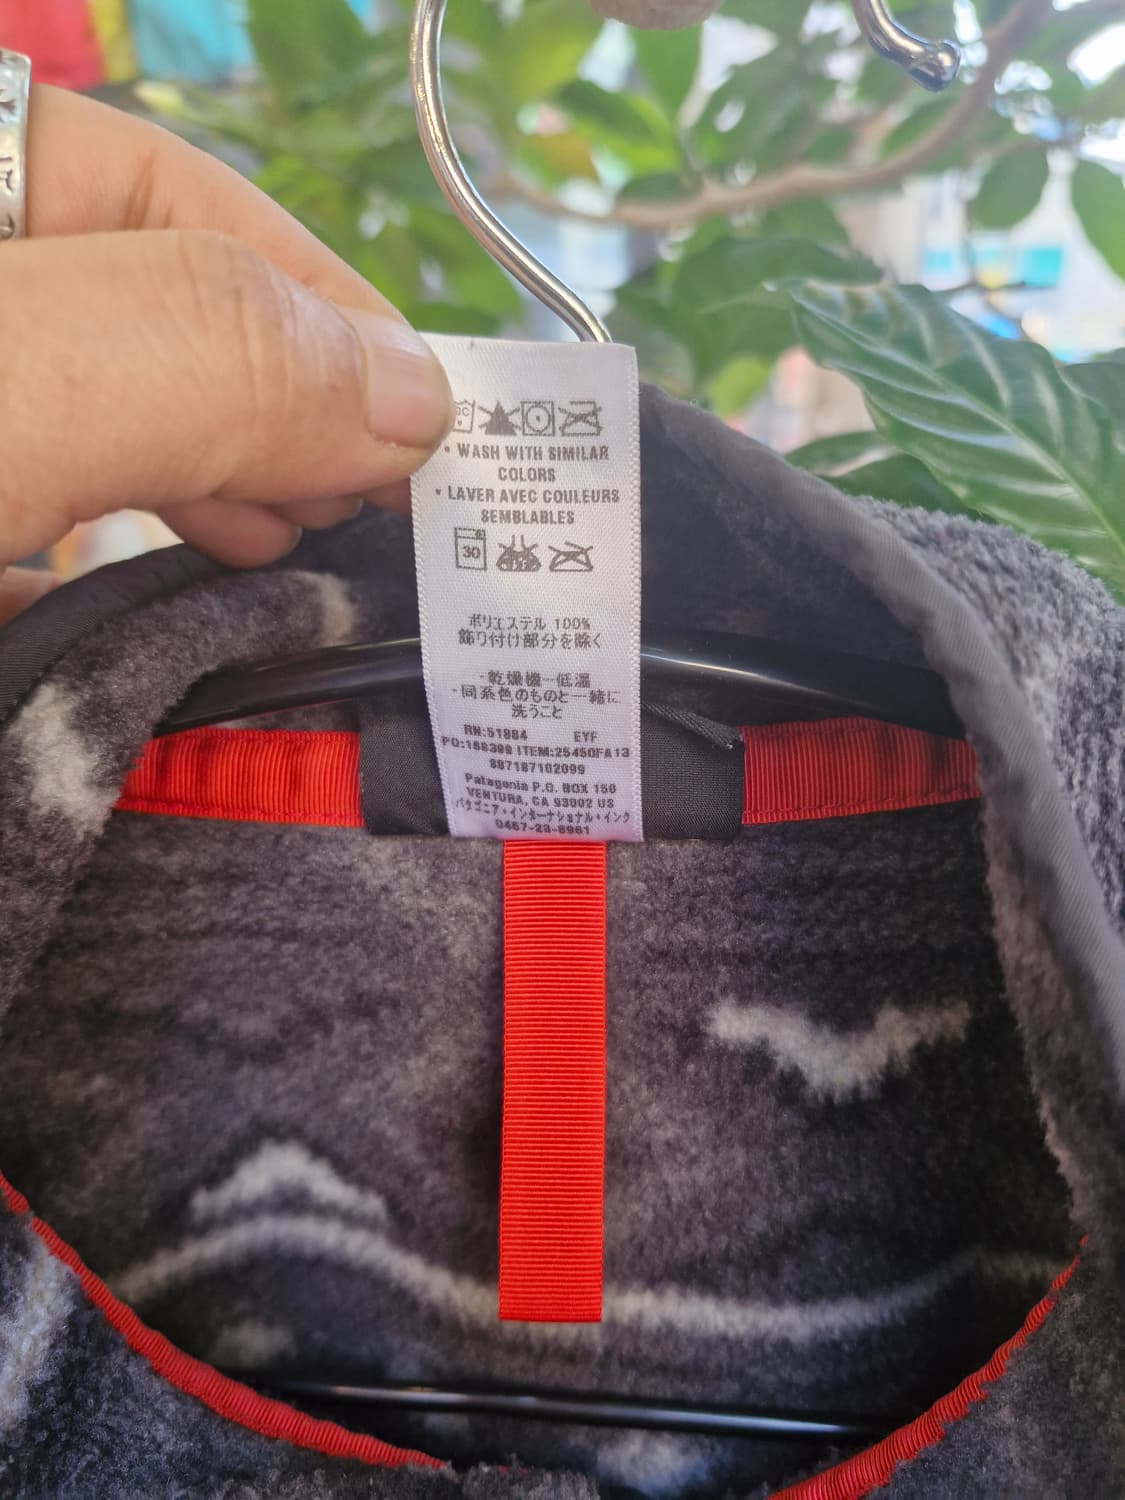 • WASH WITH SIMILAR
COLORS
• LAVER AVEC COULEURS
SEMBLABLES
30
ポリエステル 100%
飾り付け部分を除く
・乾燥機一低温
・同系色のものと一緒に
洗うこと
RN:51884 EYF
PO:168399 ITEM:25450FA13
887187102099
Patagonia P.O. BOX 150
VENTURA, CA 93002 US
パタゴニア・インターナショナル・インク
0467-23-8961